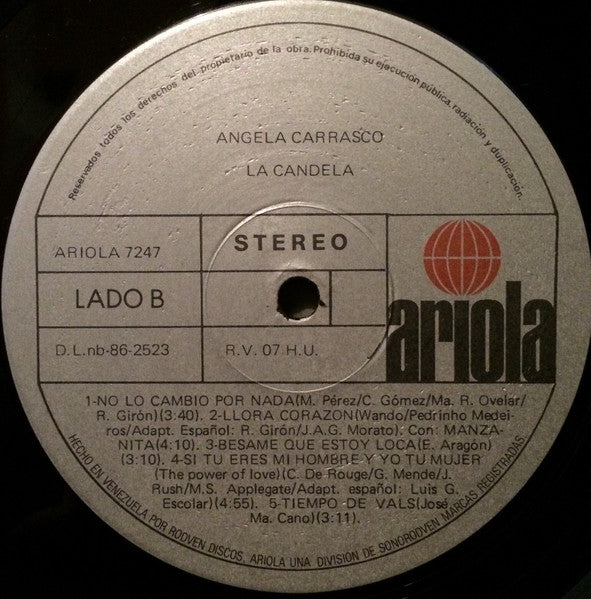 Reservados todos los derechos del propietario de la obra. Prohibida su ejecución pública, radiación y duplicación.
ANGELA CARRASCO
LA CANDELA
ARIOLA 7247
STEREO
LADO B
ariola
D.L.nb-86-2523
R.V. 07 H.U.
1-NO LO CAMBIO POR NADA(M. Pérez/C. Gómez/Ma. R. Ovelar/
R. Girón)(3:40). 2-LLORA CORAZON(Wando/Pedrinho Medei-
ros/Adapt. Español: R. Girón/J.A.G. Morato): Con: MANZA-
NITA(4:10). 3-BESAME QUE ESTOY LOCA(E. Aragón)
(3:10). 4-SI TU ERES MI HOMBRE Y YO TU MUJER
(The power of love)(C. De Rouge/G. Mende/J.
Rush/M.S. Applegate/Adapt. español: Luis G.
Escolar)(4:55). 5-TIEMPO DE VALS(José
Ma. Cano)(3:11).
HECHO EN VENEZUELA POR RODVEN DISCOS. ARIOLA UNA DIVISIÓN DE SONORODVEN MARCAS REGISTRADAS.